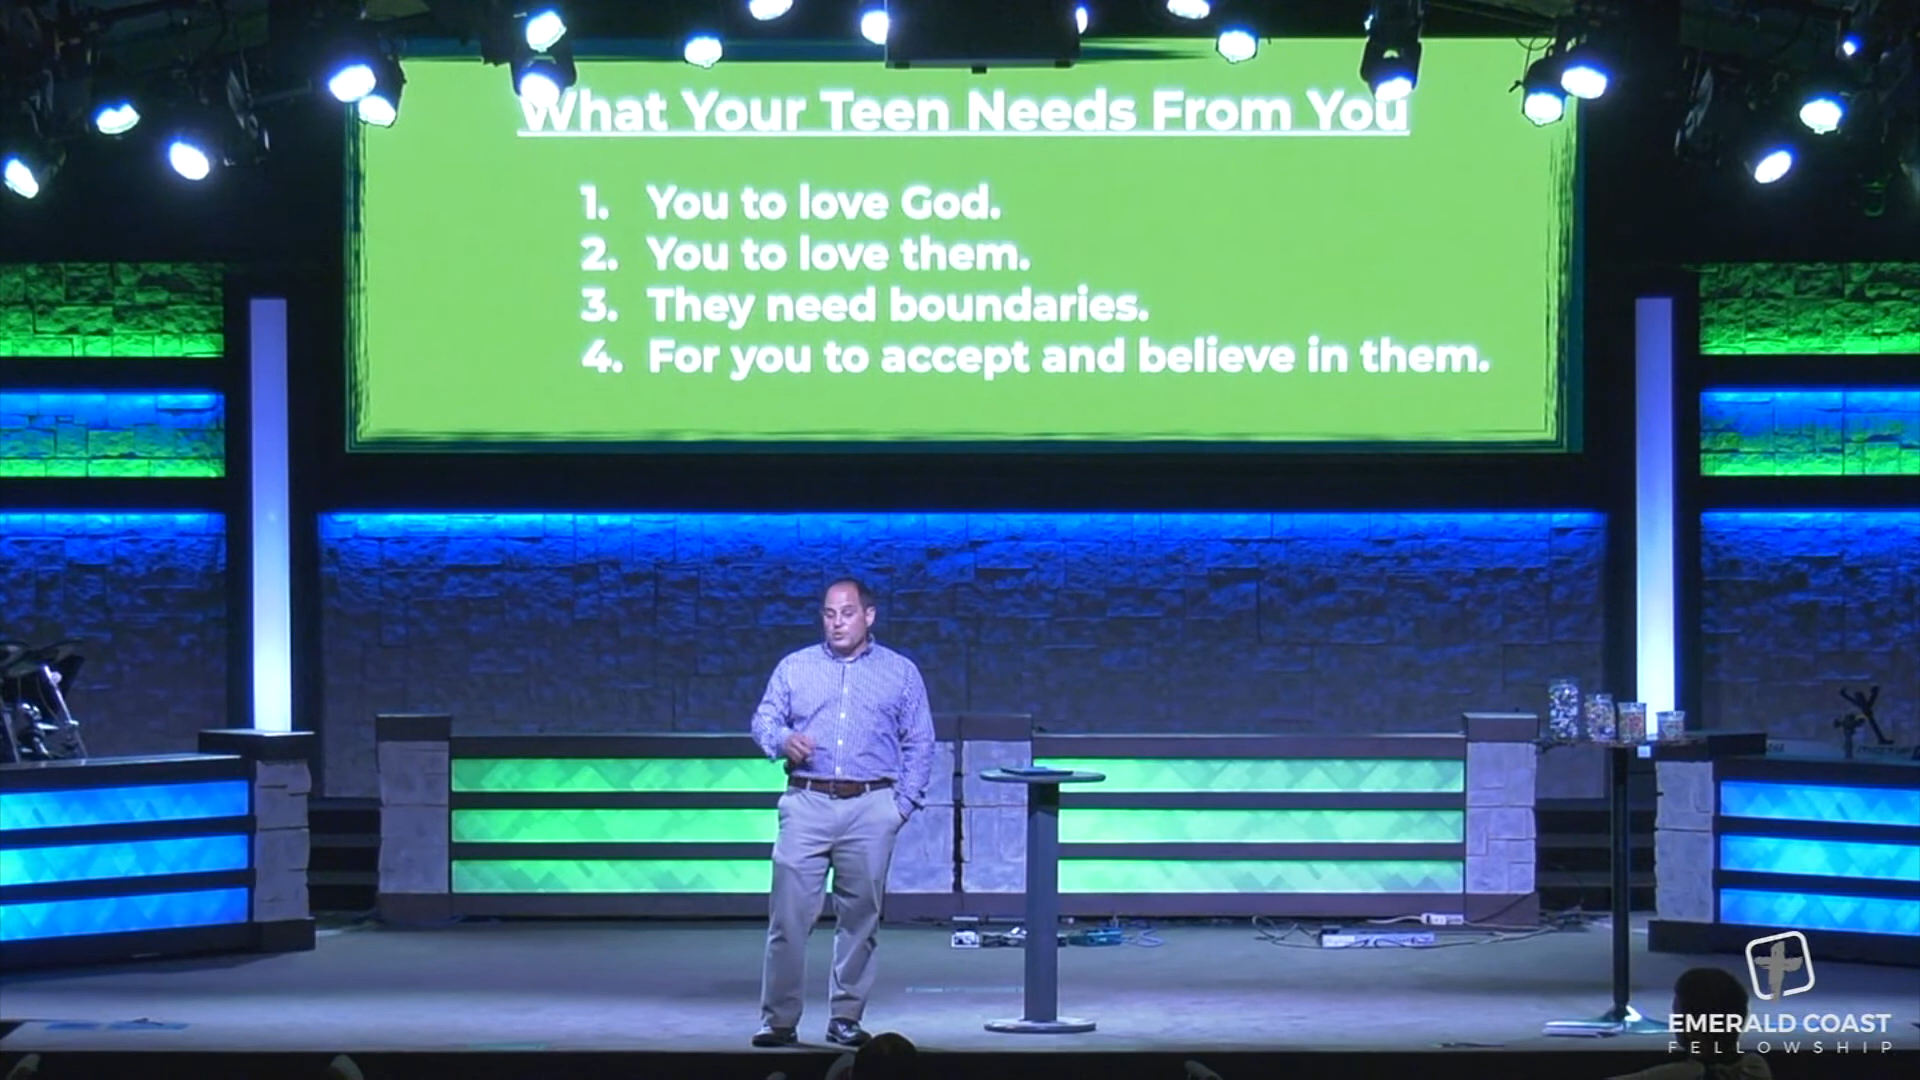 What Your Teen Needs From You
1. You to love God.
2. You to love them.
3. They need boundaries.
4. For you to accept and believe in them.
EMERALD COAST
FELLOWSHIP